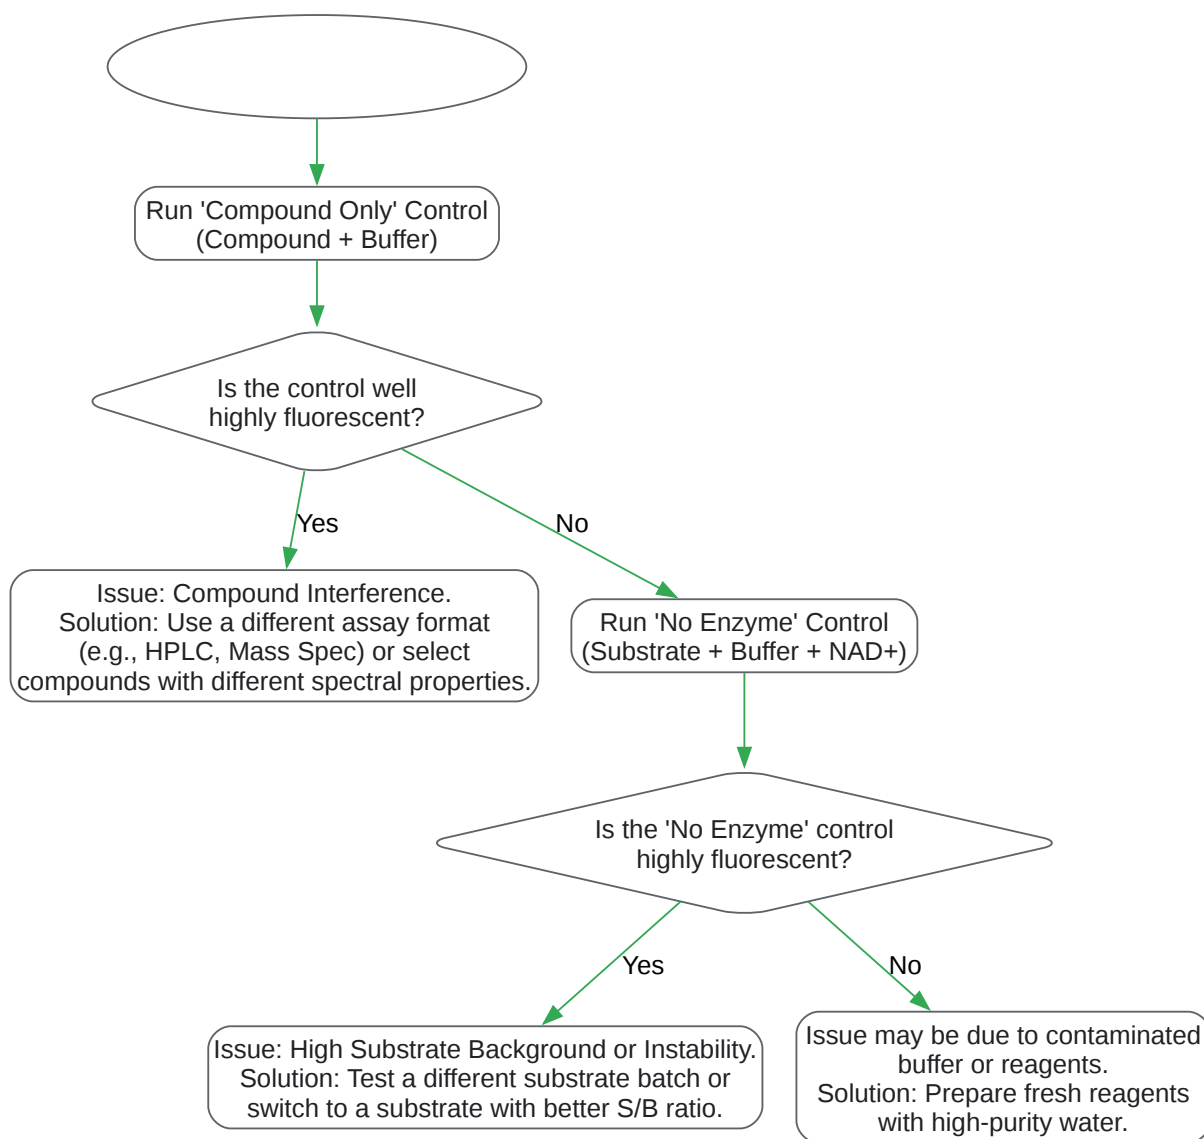 Run 'Compound Only' Control
(Compound + Buffer)
Is the control well
highly fluorescent?
Yes
No
Issue: Compound Interference.
Solution: Use a different assay format
(e.g., HPLC, Mass Spec) or select
compounds with different spectral properties.
Run 'No Enzyme' Control
(Substrate + Buffer + NAD+)
Is the 'No Enzyme' control
highly fluorescent?
Yes
No
Issue: High Substrate Background or Instability.
Solution: Test a different substrate batch or
switch to a substrate with better S/B ratio.
Issue may be due to contaminated
buffer or reagents.
Solution: Prepare fresh reagents
with high-purity water.